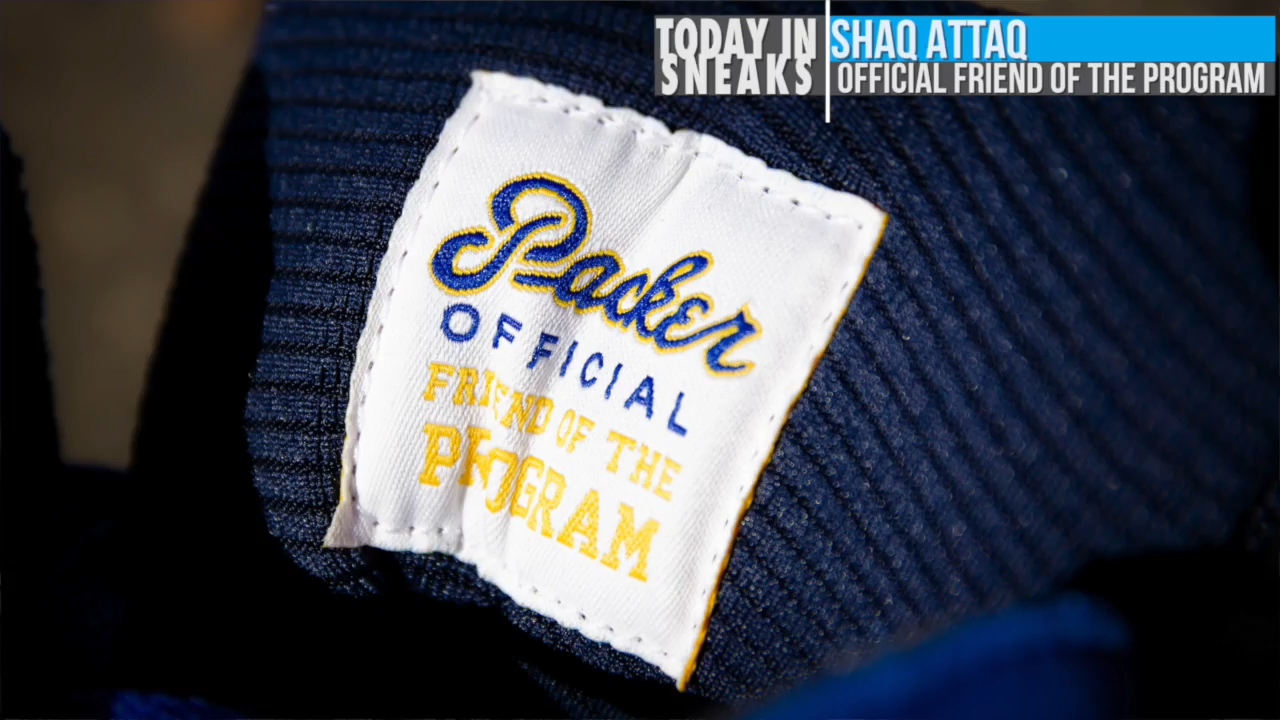 TODAY IN
SNEAKS
SHAQ ATTAQ
OFFICIAL FRIEND OF THE PROGRAM
Packer
OFFICIAL
FRIEND OF THE
PROGRAM